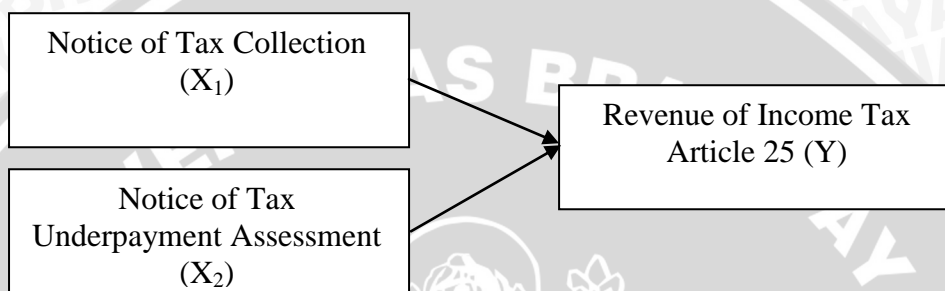 Notice of Tax Collection
(X₁)
Revenue of Income Tax
Article 25 (Y)
Notice of Tax
Underpayment Assessment
(X₂)